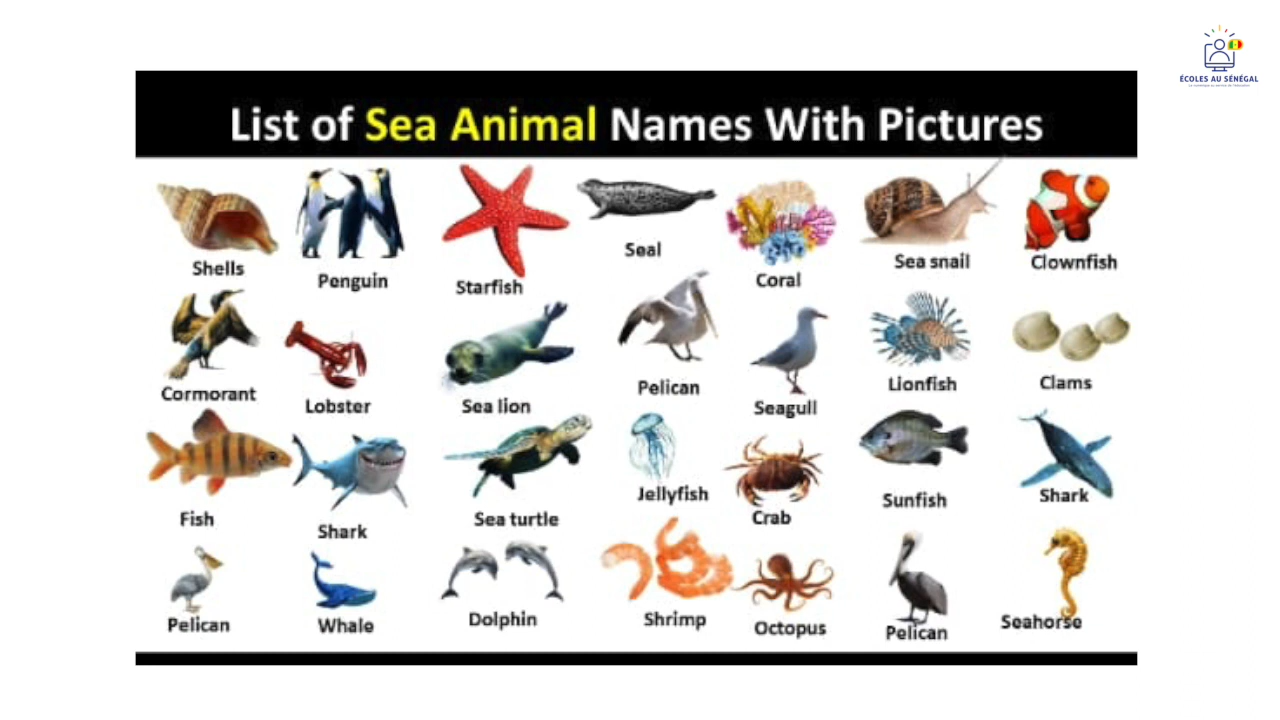 ÉCOLES AU SÉNÉGAL
List of Sea Animal Names With Pictures
Shells
Penguin
Starfish
Seal
Coral
Sea snail
Clownfish
Cormorant
Lobster
Sea lion
Pelican
Seagull
Lionfish
Clams
Fish
Shark
Sea turtle
Jellyfish
Crab
Sunfish
Shark
Pelican
Whale
Dolphin
Shrimp
Octopus
Pelican
Seahorse